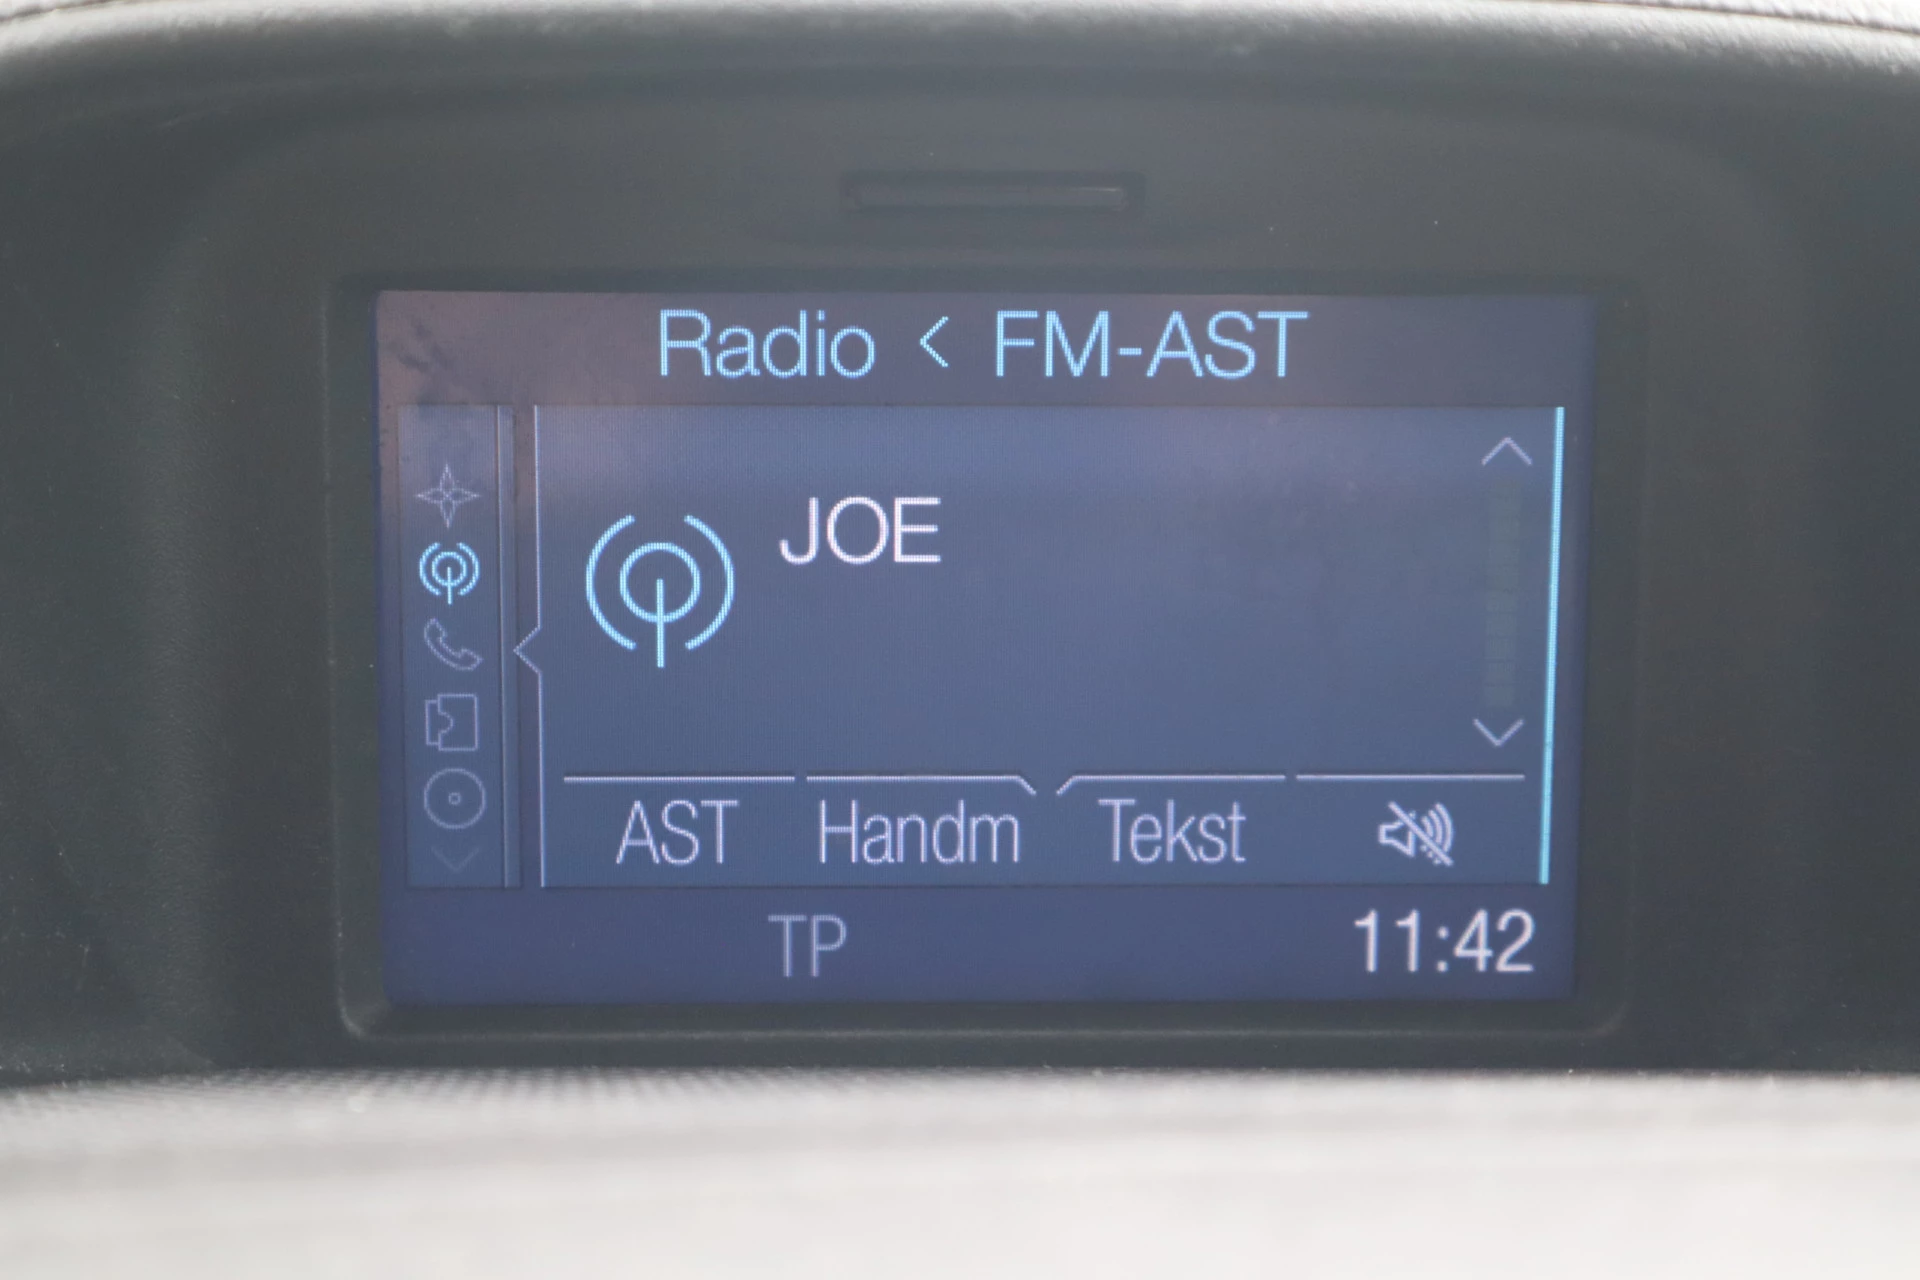 Radio < FM-AST
JOE
AST Handm Tekst
TP 11:42